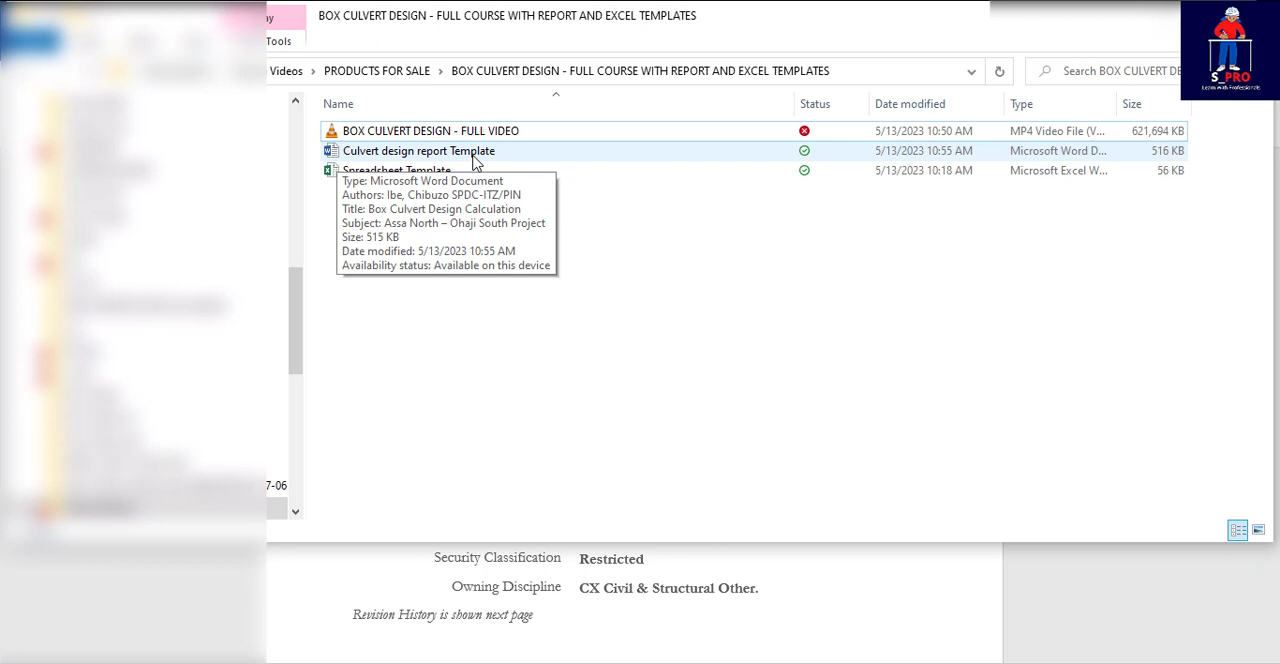 ay
BOX CULVERT DESIGN - FULL COURSE WITH REPORT AND EXCEL TEMPLATES
Tools
Videos › PRODUCTS FOR SALE › BOX CULVERT DESIGN - FULL COURSE WITH REPORT AND EXCEL TEMPLATES
Search BOX CULVERT DE
S_PRO
Learn With Professionals
Name Status Date modified Type Size
BOX CULVERT DESIGN - FULL VIDEO 5/13/2023 10:50 AM MP4 Video File (V... 621,694 KB
Culvert design report Template 5/13/2023 10:55 AM Microsoft Word D... 516 KB
Spreadsheet Template 5/13/2023 10:18 AM Microsoft Excel W... 56 KB
Type: Microsoft Word Document
Authors: Ibe, Chibuzo SPDC-ITZ/PIN
Title: Box Culvert Design Calculation
Subject: Assa North – Ohaji South Project
Size: 515 KB
Date modified: 5/13/2023 10:55 AM
Availability status: Available on this device
7-06
Security Classification Restricted
Owning Discipline CX Civil & Structural Other.
Revision History is shown next page